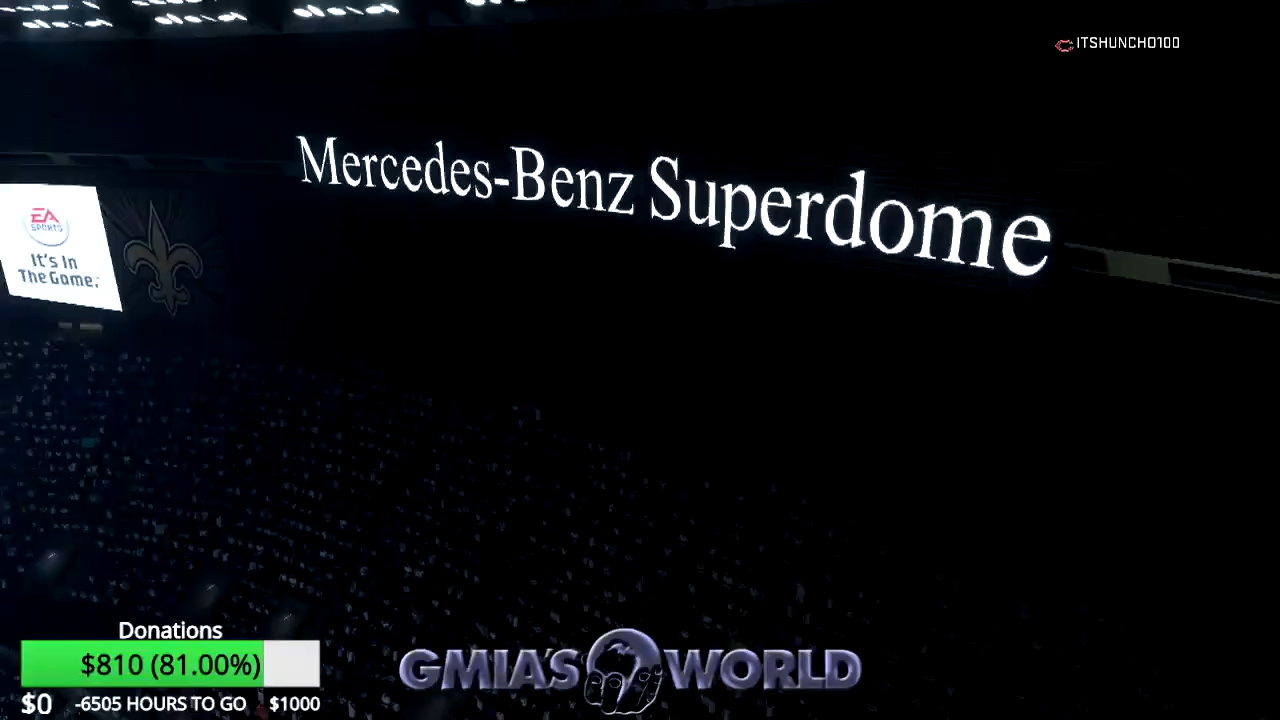 ITSHUNCHO100
Mercedes-Benz Superdome
EA
SPORTS
It's In
The Game.
Donations
$810 (81.00%)
$0 -6505 HOURS TO GO $1000
GMIA'S WORLD